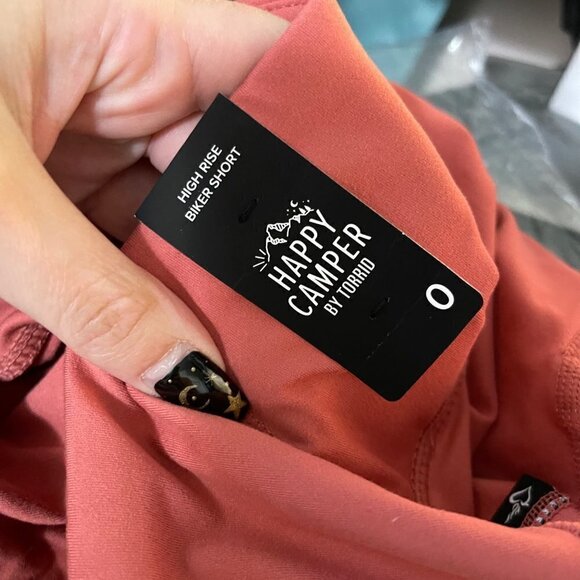 HIGH RISE
BIKER SHORT
HAPPY
CAMPER
BY TORRID
0